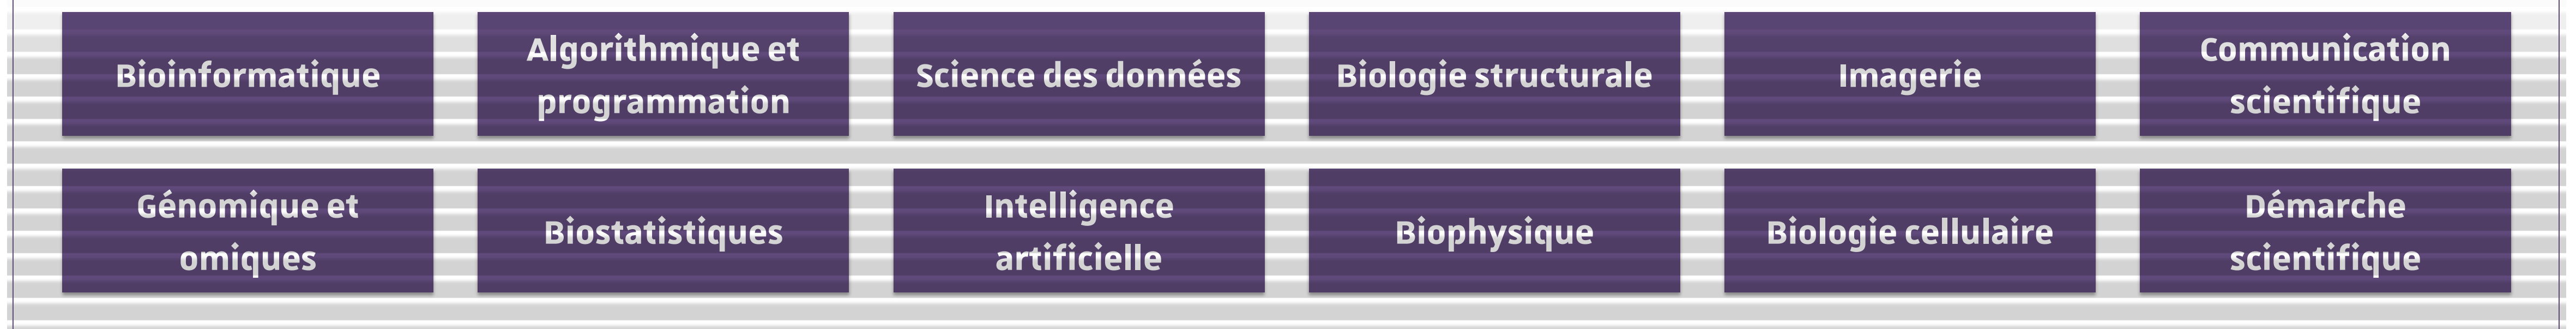 Bioinformatique
Algorithmique et
programmation
Science des données
Biologie structurale
Imagerie
Communication
scientifique
Génomique et
omiques
Biostatistiques
Intelligence
artificielle
Biophysique
Biologie cellulaire
Démarche
scientifique